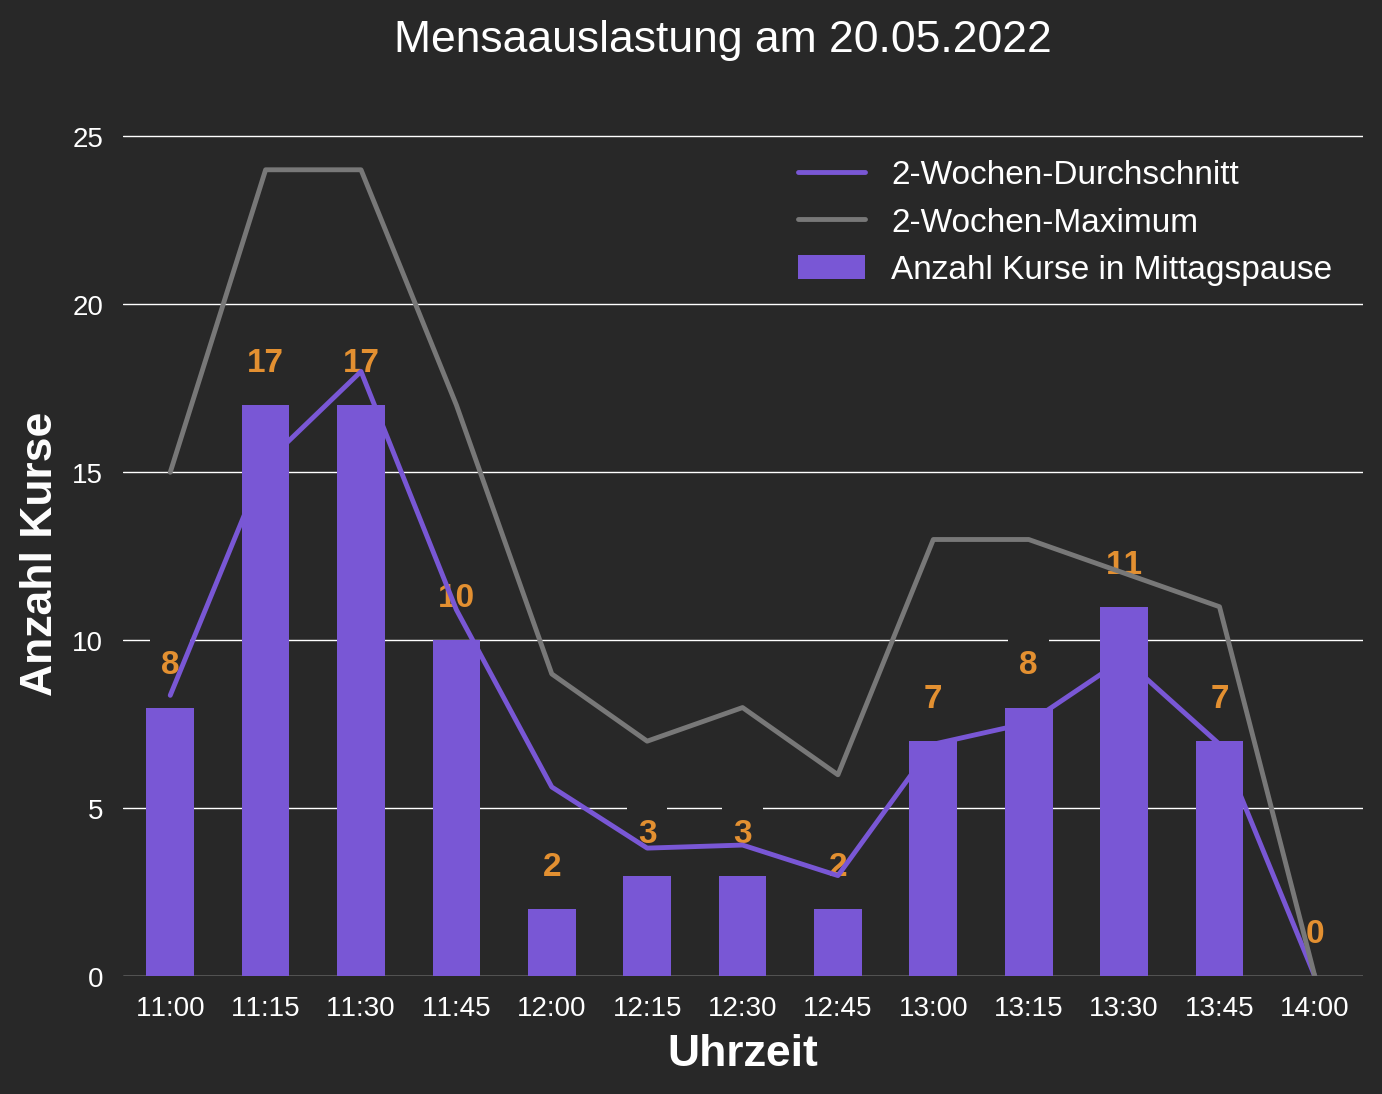 Mensaauslastung am 20.05.2022
25
2-Wochen-Durchschnitt
2-Wochen-Maximum
Anzahl Kurse in Mittagspause
20
17
17
15
Anzahl Kurse
11
10
10
8
8
7
7
5
3
3
2
2
0
0
11:00 11:15 11:30 11:45 12:00 12:15 12:30 12:45 13:00 13:15 13:30 13:45 14:00
Uhrzeit